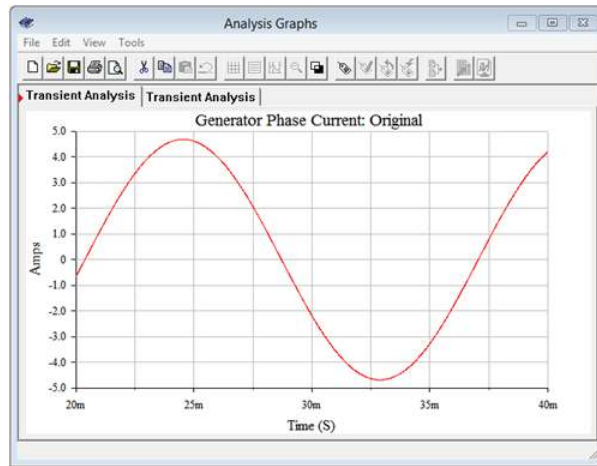 Analysis Graphs
File Edit View Tools
Transient Analysis Transient Analysis
Generator Phase Current: Original
5.0
4.0
3.0
2.0
1.0
0
-1.0
-2.0
-3.0
-4.0
-5.0
Amps
20m 25m 30m 35m 40m
Time (S)